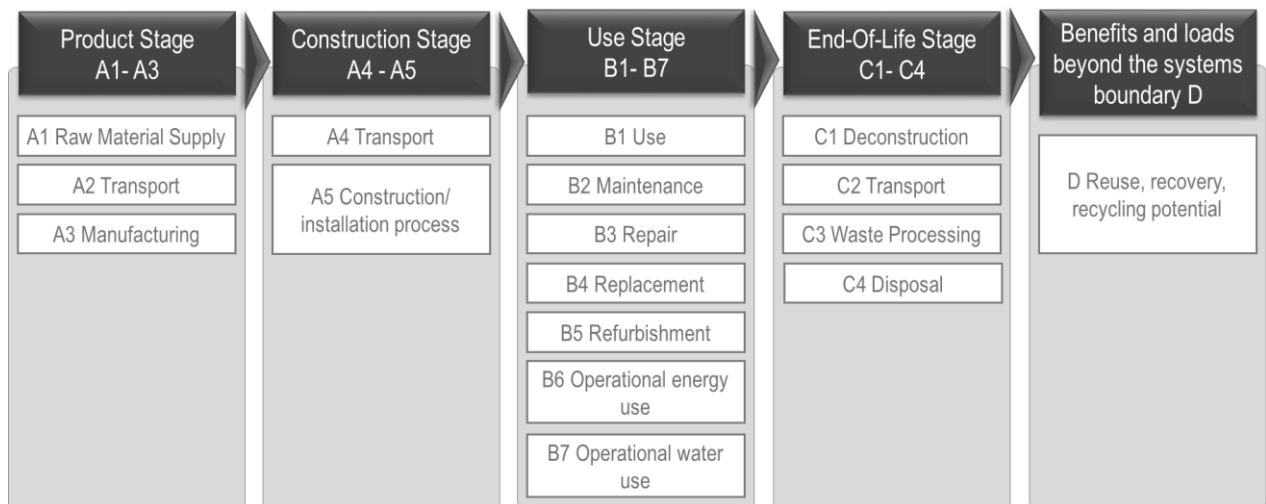 Product Stage
A1- A3
A1 Raw Material Supply
A2 Transport
A3 Manufacturing
Construction Stage
A4 - A5
A4 Transport
A5 Construction/
installation process
Use Stage
B1- B7
B1 Use
B2 Maintenance
B3 Repair
B4 Replacement
B5 Refurbishment
B6 Operational energy
use
B7 Operational water
use
End-Of-Life Stage
C1- C4
C1 Deconstruction
C2 Transport
C3 Waste Processing
C4 Disposal
Benefits and loads
beyond the systems
boundary D
D Reuse, recovery,
recycling potential